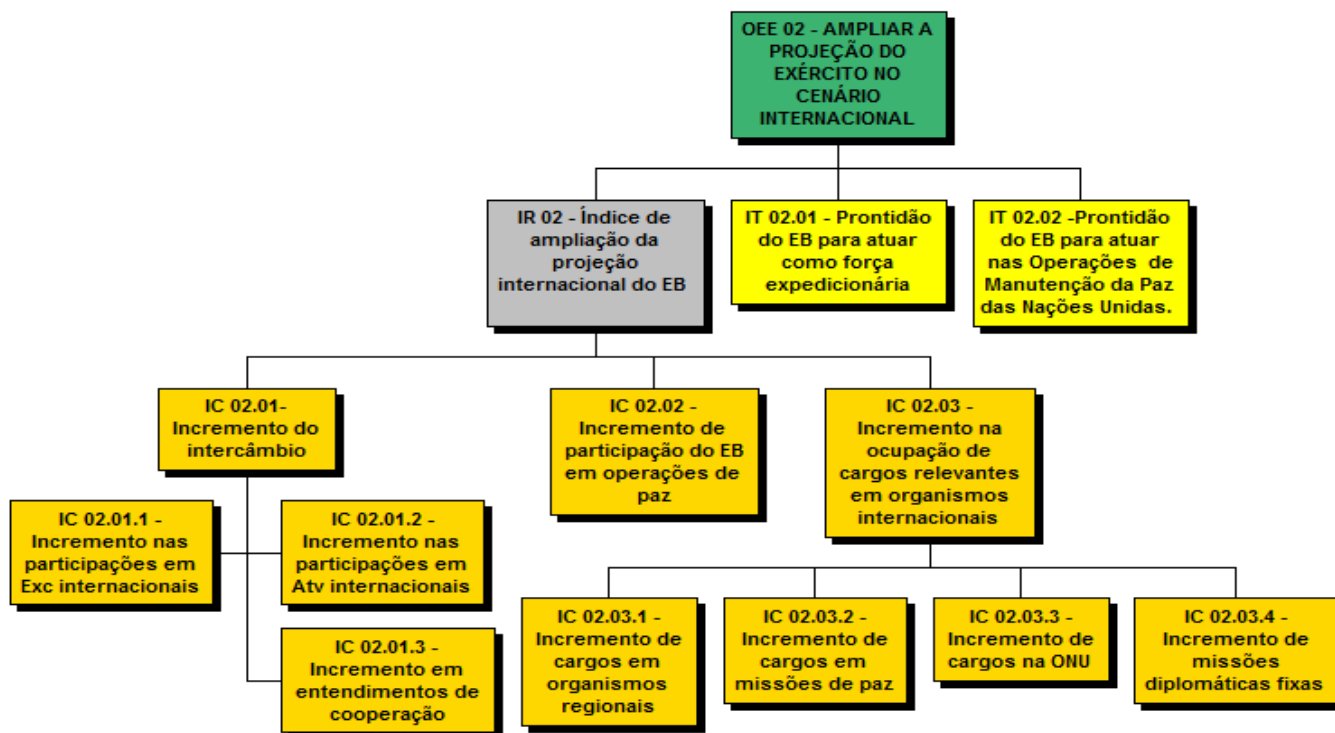 OEE 02 - AMPLIAR A
PROJEÇÃO DO
EXÉRCITO NO
CENÁRIO
INTERNACIONAL
IR 02 - Índice de
ampliação da
projeção
internacional do EB
IT 02.01 - Prontidão
do EB para atuar
como força
expedicionária
IT 02.02 -Prontidão
do EB para atuar
nas Operações de
Manutenção da Paz
das Nações Unidas.
IC 02.01-
Incremento do
intercâmbio
IC 02.02 -
Incremento de
participação do EB
em operações de
paz
IC 02.03 -
Incremento na
ocupação de
cargos relevantes
em organismos
internacionais
IC 02.01.1 -
Incremento nas
participações em
Exc internacionais
IC 02.01.2 -
Incremento nas
participações em
Atv internacionais
IC 02.01.3 -
Incremento em
entendimentos de
cooperação
IC 02.03.1 -
Incremento de
cargos em
organismos
regionais
IC 02.03.2 -
Incremento de
cargos em
missões de paz
IC 02.03.3 -
Incremento de
cargos na ONU
IC 02.03.4 -
Incremento de
missões
diplomáticas fixas